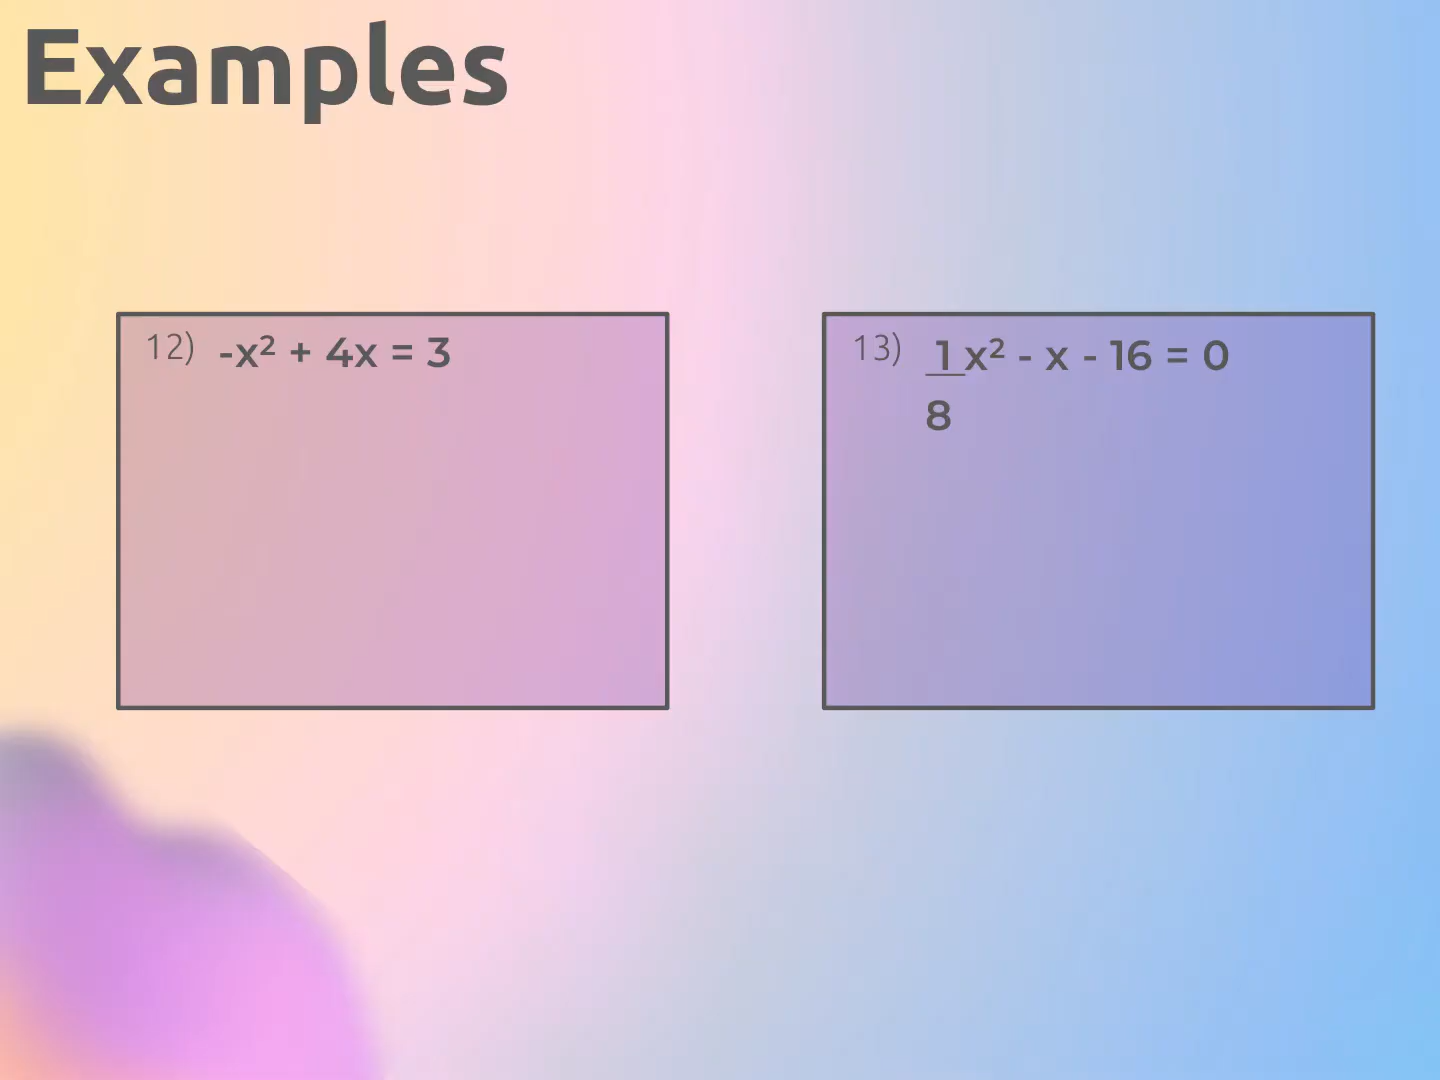 Examples
12) -x² + 4x = 3
13) 1 x² - x - 16 = 0
8